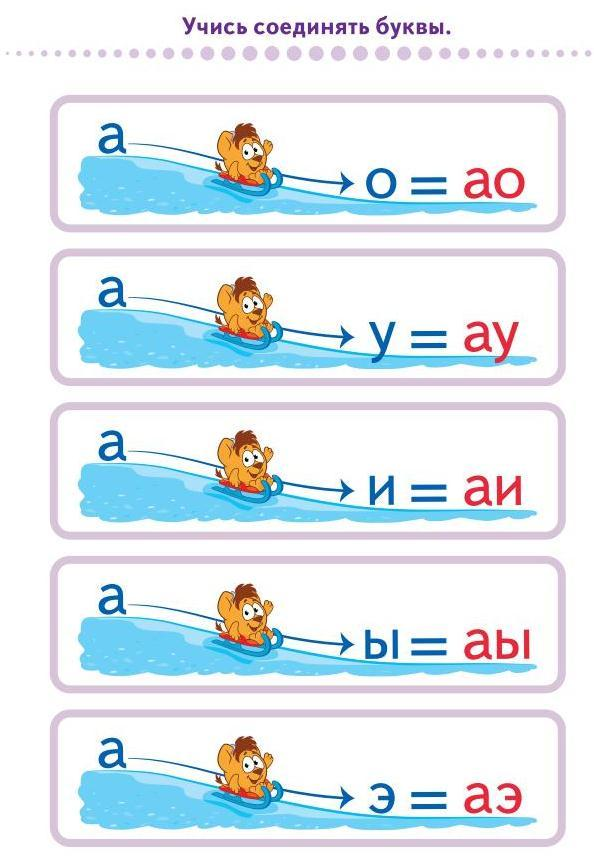 Учись соединять буквы.
а о = ао
а у = ау
а и = аи
а ы = аы
а э = аэ